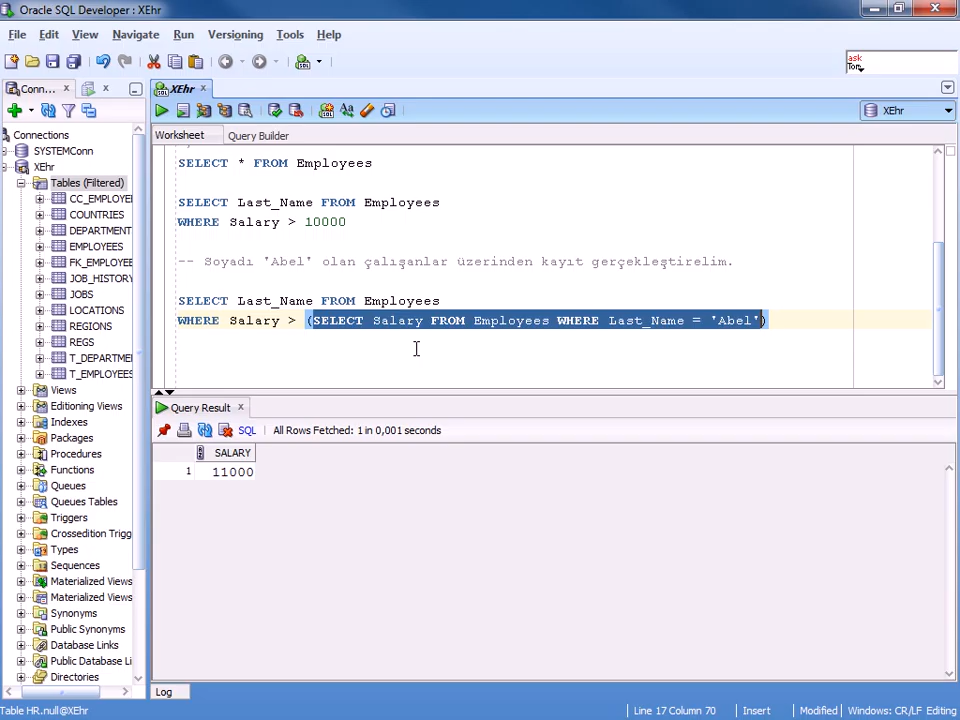 Oracle SQL Developer : XEhr
File Edit View Navigate Run Versioning Tools Help
ask
Tom
Conn...
XEhr
XEhr
Worksheet Query Builder
Connections
SYSTEMConn
XEhr
Tables (Filtered)
CC_EMPLOYE
COUNTRIES
DEPARTMENT
EMPLOYEES
FK_EMPLOYEE
JOB_HISTORY
JOBS
LOCATIONS
REGIONS
REGS
T_DEPARTME
T_EMPLOYEES
Views
Editioning Views
Indexes
Packages
Procedures
Functions
Queues
Queues Tables
Triggers
Crossedition Trigg
Types
Sequences
Materialized Views
Materialized Views
Synonyms
Public Synonyms
Database Links
Public Database Li
Directories
SELECT * FROM Employees
SELECT Last_Name FROM Employees
WHERE Salary > 10000
-- Soyadı 'Abel' olan çalışanlar üzerinden kayıt gerçekleştirelim.
SELECT Last_Name FROM Employees
WHERE Salary > (SELECT Salary FROM Employees WHERE Last_Name = 'Abel')
Query Result
SQL All Rows Fetched: 1 in 0,001 seconds
SALARY
1 11000
Log
Table HR.null@XEhr Line 17 Column 70 Insert Modified Windows: CR/LF Editing